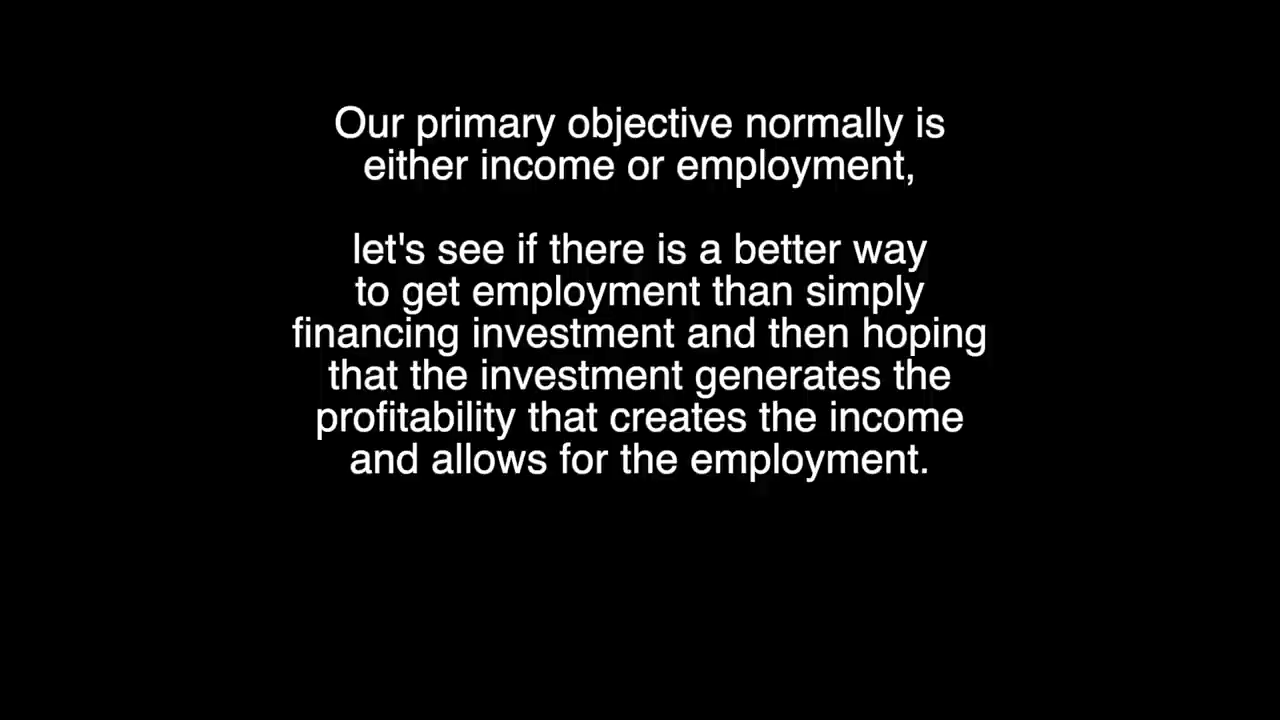 Our primary objective normally is
either income or employment,
let's see if there is a better way
to get employment than simply
financing investment and then hoping
that the investment generates the
profitability that creates the income
and allows for the employment.